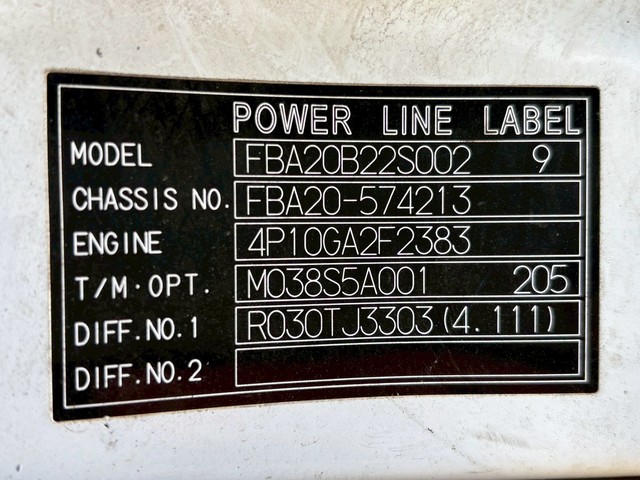 POWER LINE LABEL
MODEL FBA20B22S002 9
CHASSIS NO. FBA20-574213
ENGINE 4P10GA2F2383
T/M·OPT. M038S5A001 205
DIFF.NO.1 R030TJ3303(4.111)
DIFF.NO.2